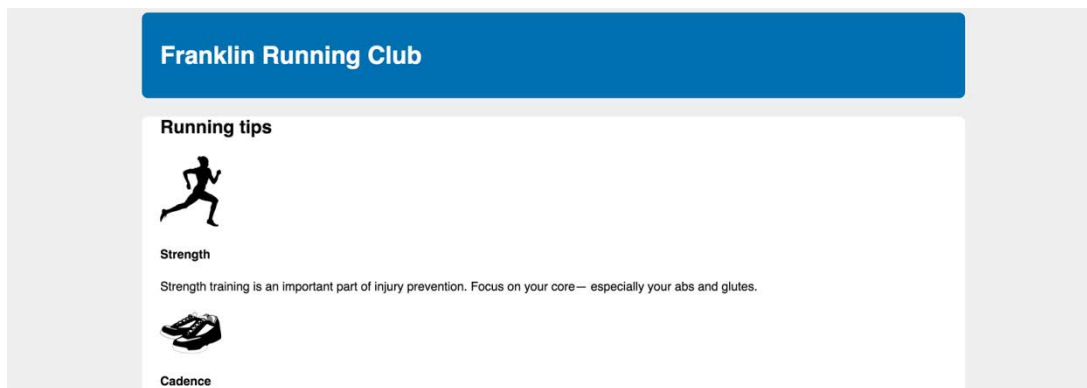 Franklin Running Club
Running tips
Strength
Strength training is an important part of injury prevention. Focus on your core— especially your abs and glutes.
Cadence